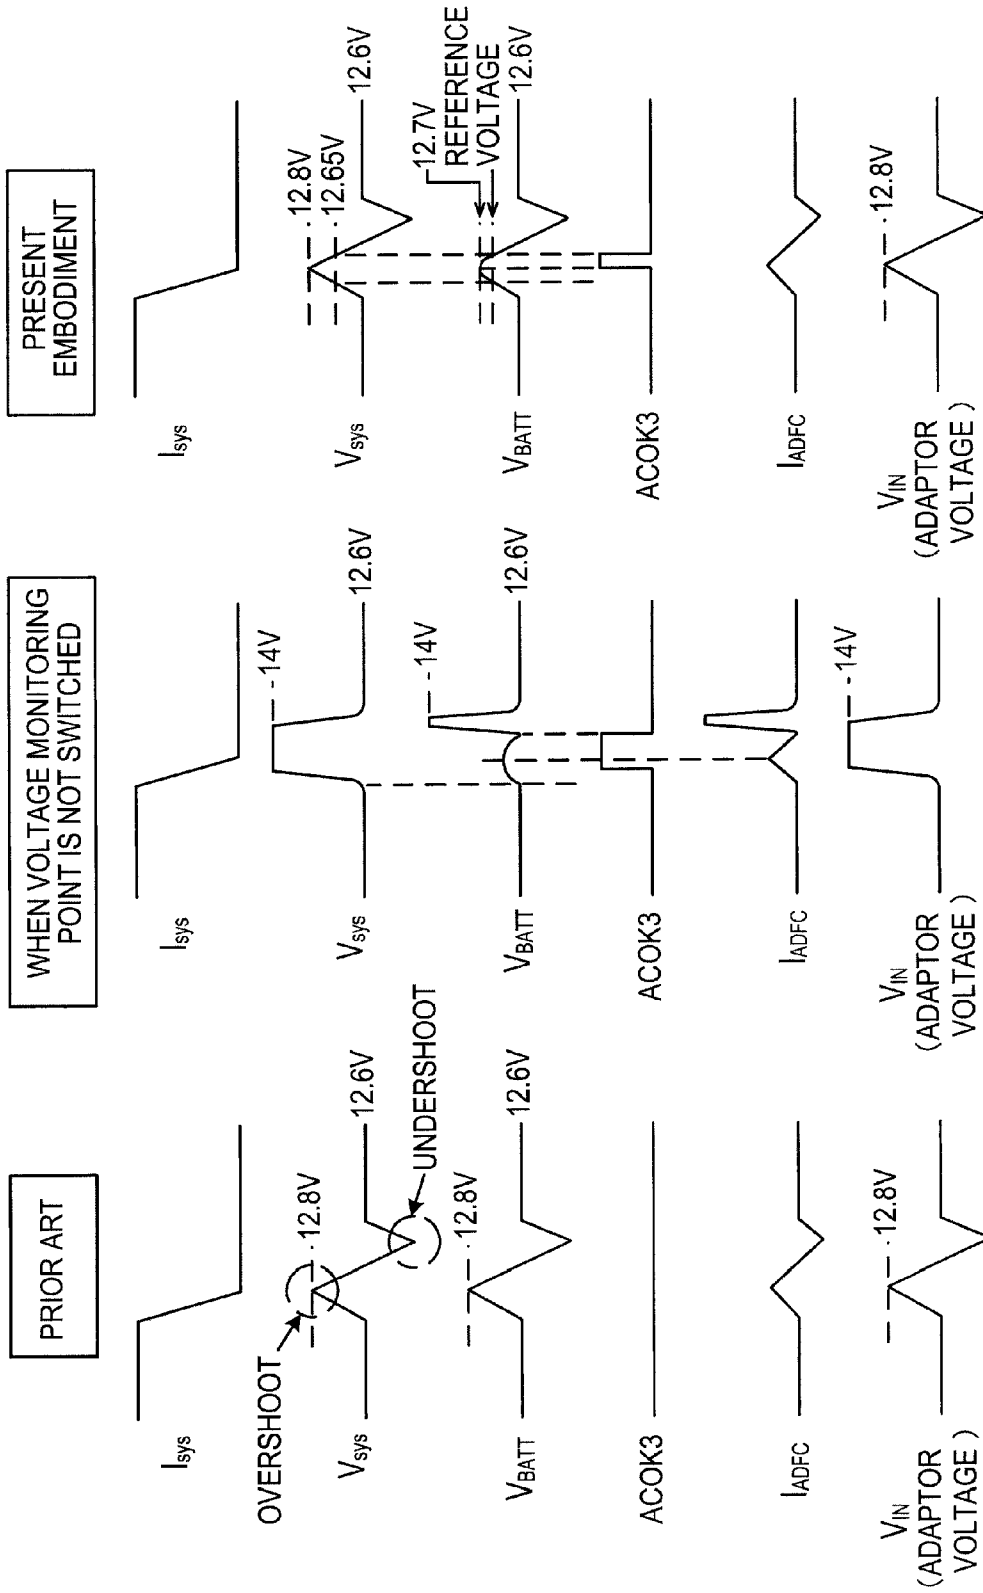 PRIOR ART
Isys
OVERSHOOT
12.8V
Vsys
12.6V
UNDERSHOOT
12.8V
VBATT
12.6V
ACOK3
IADFC
12.8V
VIN
(ADAPTOR
VOLTAGE)
WHEN VOLTAGE MONITORING
POINT IS NOT SWITCHED
Isys
14V
Vsys
12.6V
14V
VBATT
12.6V
ACOK3
IADFC
14V
VIN
(ADAPTOR
VOLTAGE)
PRESENT
EMBODIMENT
Isys
12.8V
12.65V
Vsys
12.6V
12.7V
REFERENCE
VOLTAGE
VBATT
12.6V
ACOK3
IADFC
12.8V
VIN
(ADAPTOR
VOLTAGE)